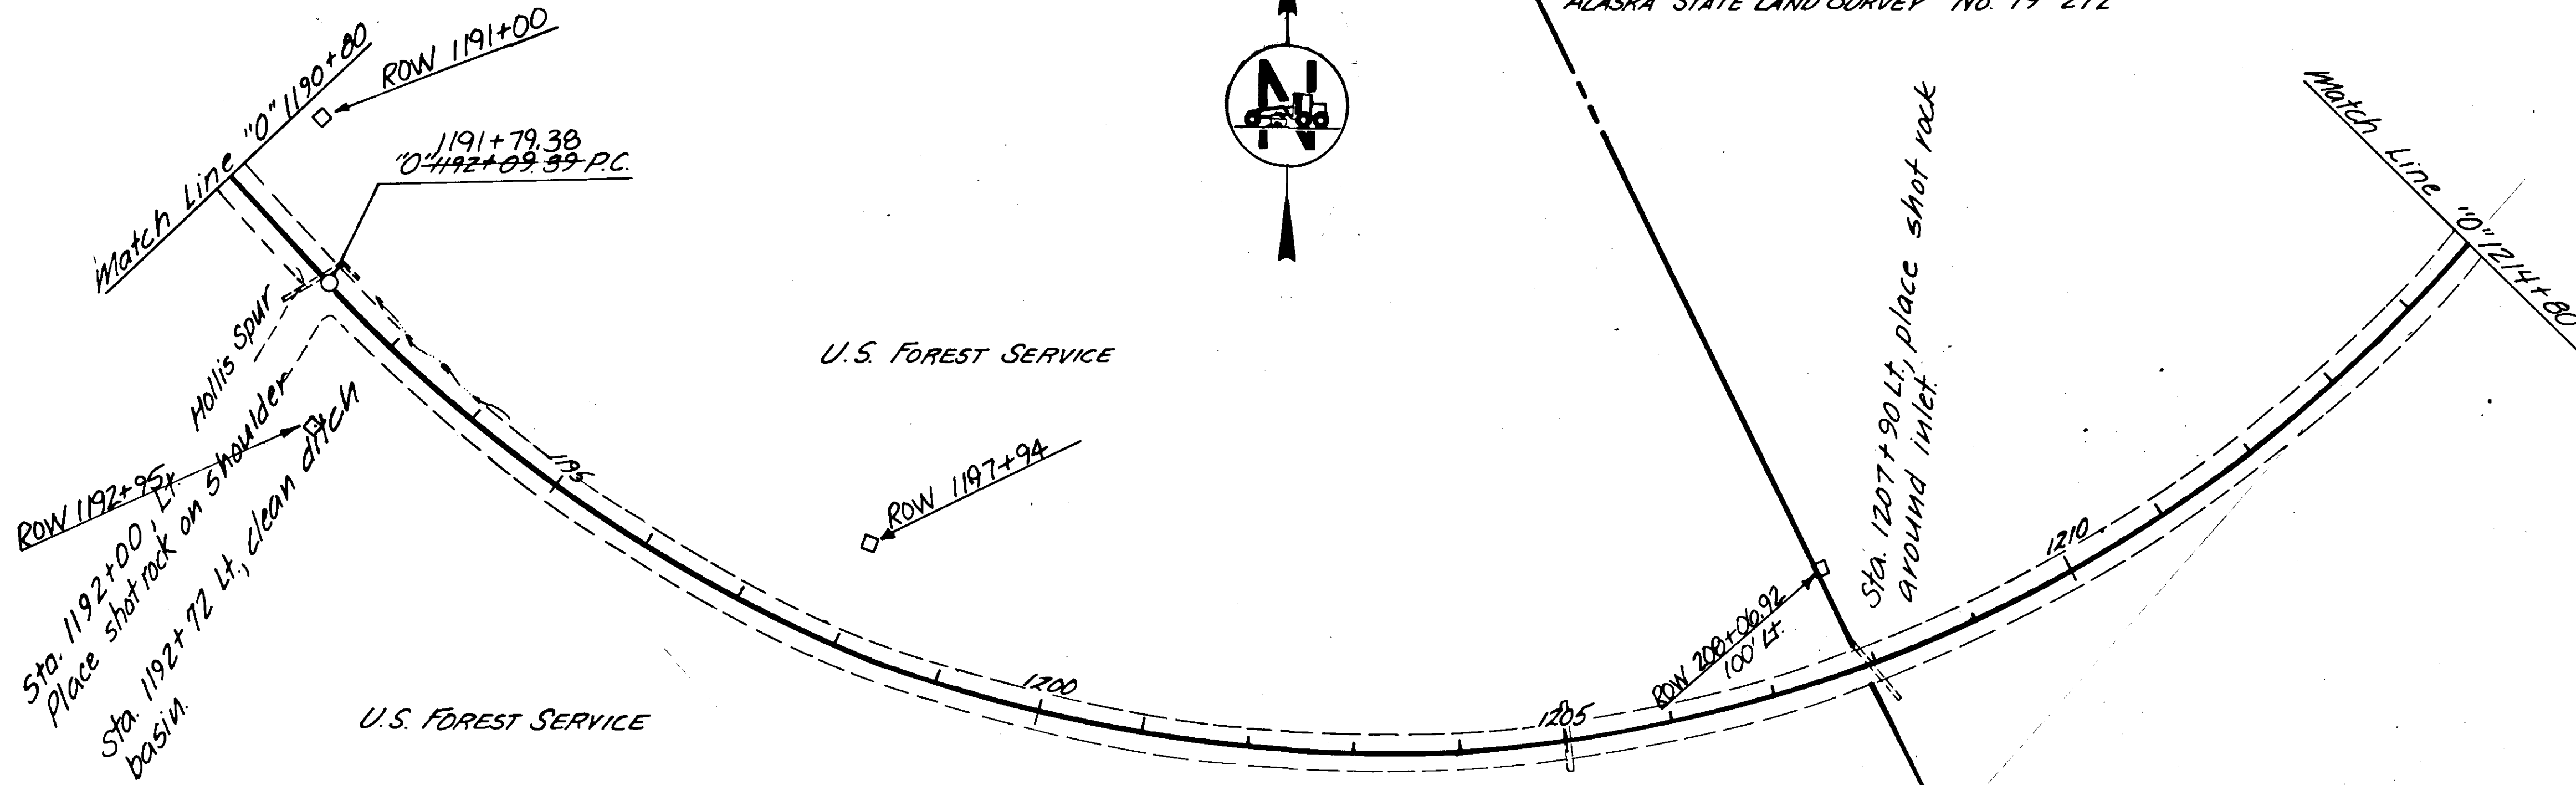 ALASKA STATE LAND SURVEY No. 79-272
Match Line "O" 1190+80
ROW 1191+00
1191+79.38
"O" 1192+09.39 P.C.
N
Match Line "O" 1214+80
Hollis Spur
U.S. FOREST SERVICE
ROW 1192+95±
Sta. 1192+00, Lt.
Place shot rock on shoulder
Sta. 1192+72 Lt., clean ditch
basin.
1195
ROW 1197+94
U.S. FOREST SERVICE
1200
1205
ROW 208+06.92
100' Lt.
Sta. 1207+90 Lt., place shot rock
around inlet.
1210